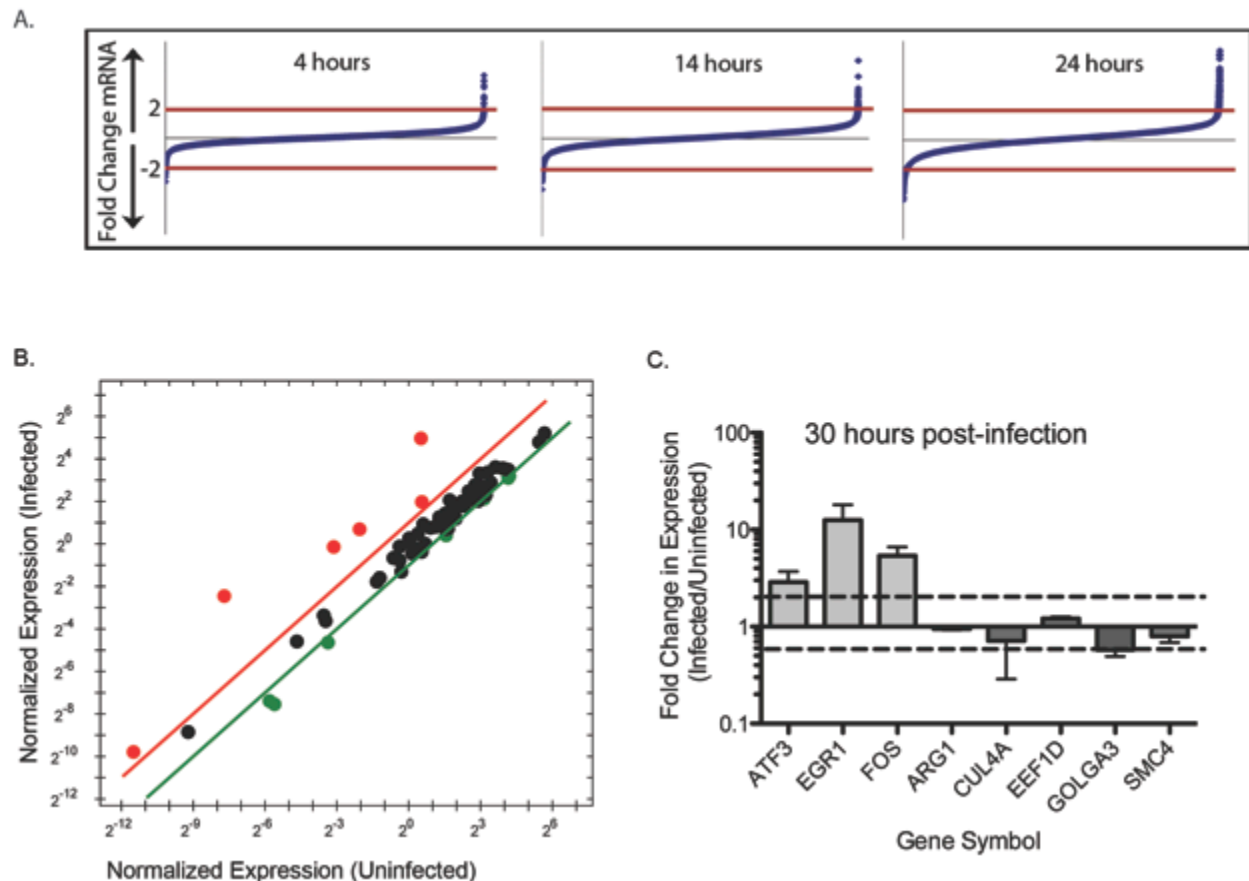 A.
Fold Change mRNA
2
-2
4 hours
14 hours
24 hours
B.
Normalized Expression (Infected)
2^6
2^4
2^2
2^0
2^-2
2^-4
2^-6
2^-8
2^-10
2^-12
2^-12
2^-9
2^-6
2^-3
2^0
2^3
2^6
Normalized Expression (Uninfected)
C.
30 hours post-infection
Fold Change in Expression
(Infected/Uninfected)
100
10
1
0.1
ATF3
EGR1
FOS
ARG1
CUL4A
EEF1D
GOLGA3
SMC4
Gene Symbol